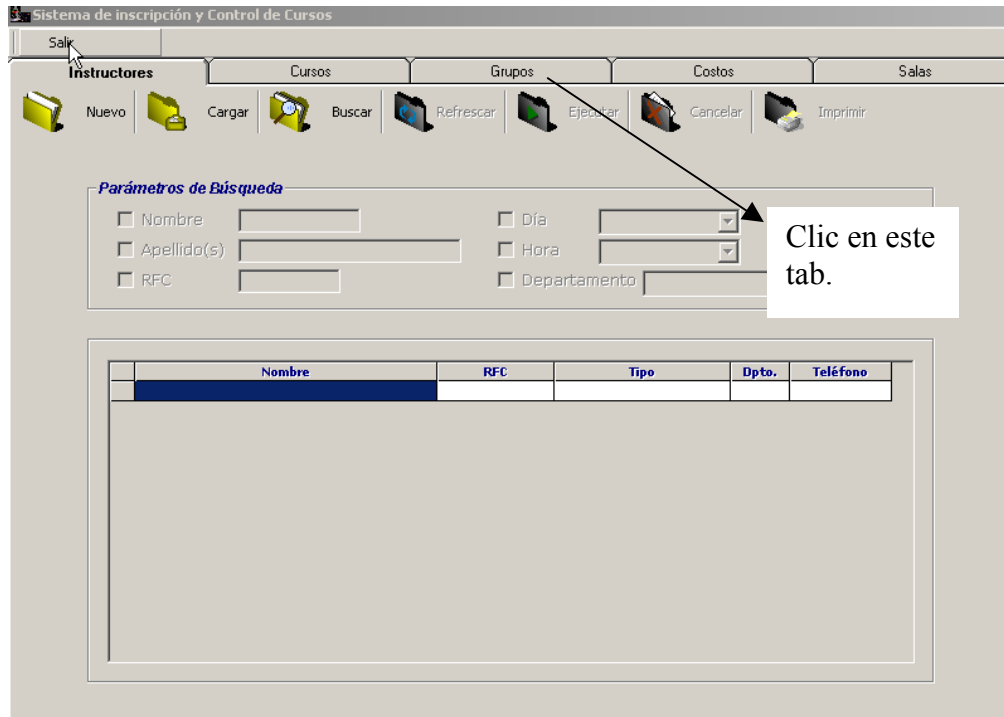 Sistema de inscripción y Control de Cursos
Salir
Instructores Cursos Grupos Costos Salas
Nuevo Cargar Buscar Refrescar Ejecutar Cancelar Imprimir
Parámetros de Búsqueda
Nombre Día
Apellido(s) Hora
RFC Departamento
Clic en este
tab.
Nombre RFC Tipo Dpto. Teléfono